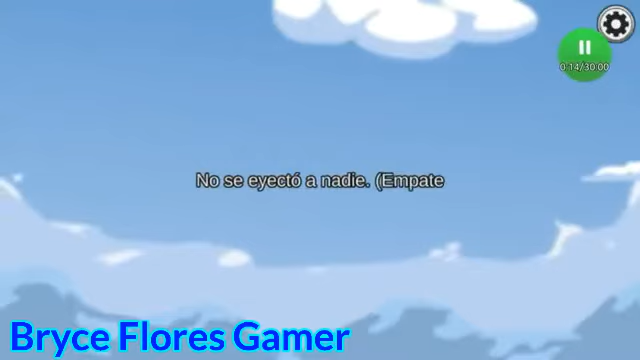 0:14/30:00
No se eyectó a nadie. (Empate
Bryce Flores Gamer